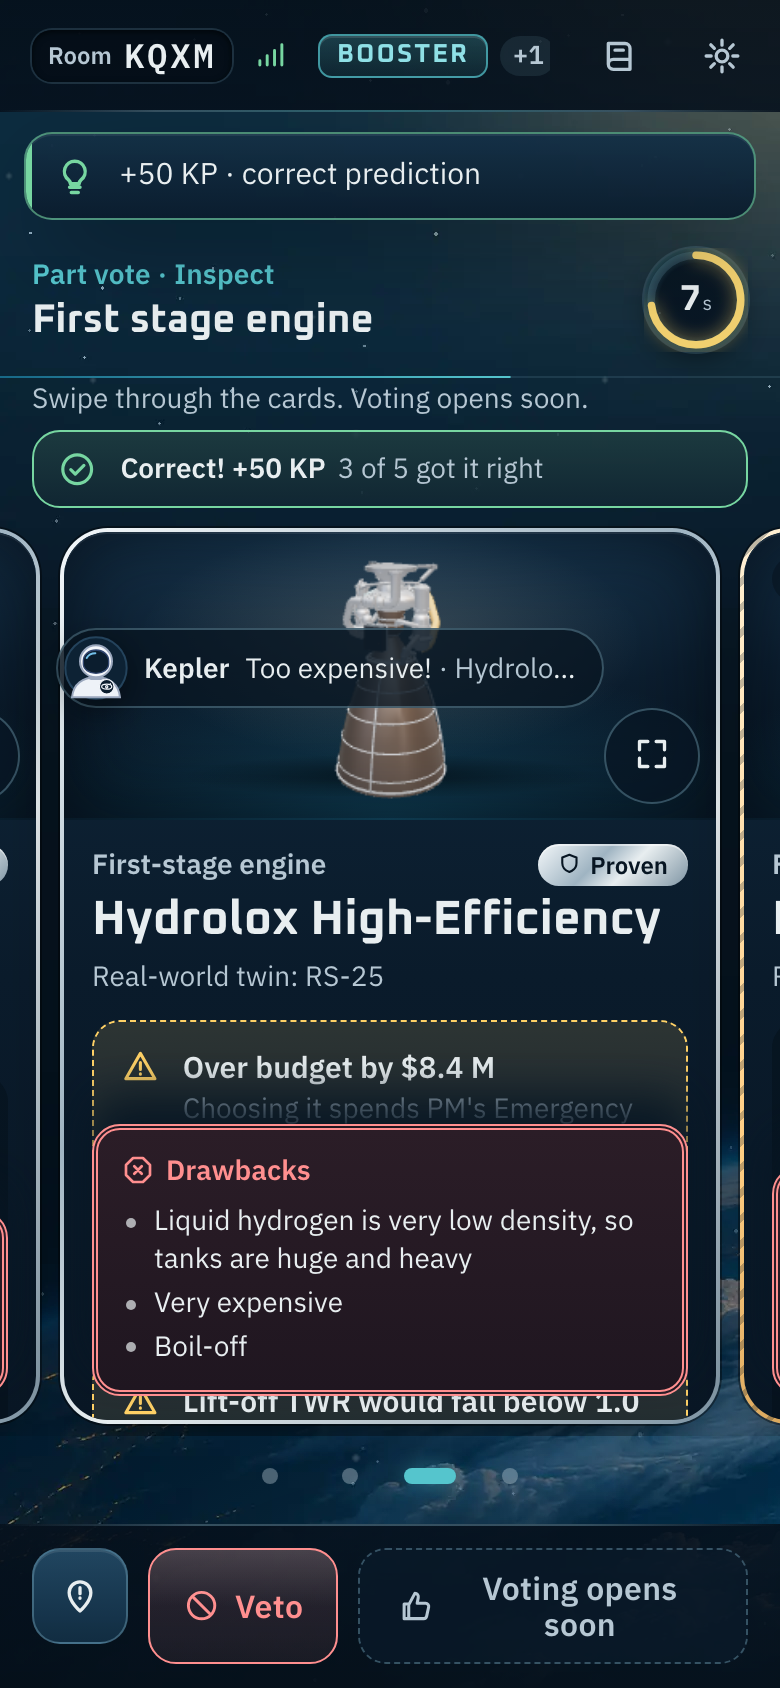 Room KQXM
BOOSTER
+1
+50 KP · correct prediction
Part vote · Inspect
First stage engine
7s
Swipe through the cards. Voting opens soon.
Correct! +50 KP 3 of 5 got it right
Kepler Too expensive! · Hydrolo...
First-stage engine
Proven
Hydrolox High-Efficiency
Real-world twin: RS-25
Over budget by $8.4 M
Choosing it spends PM's Emergency
Drawbacks
Liquid hydrogen is very low density, so
tanks are huge and heavy
Very expensive
Boil-off
Lift-off TWR would fall below 1.0
Veto
Voting opens
soon